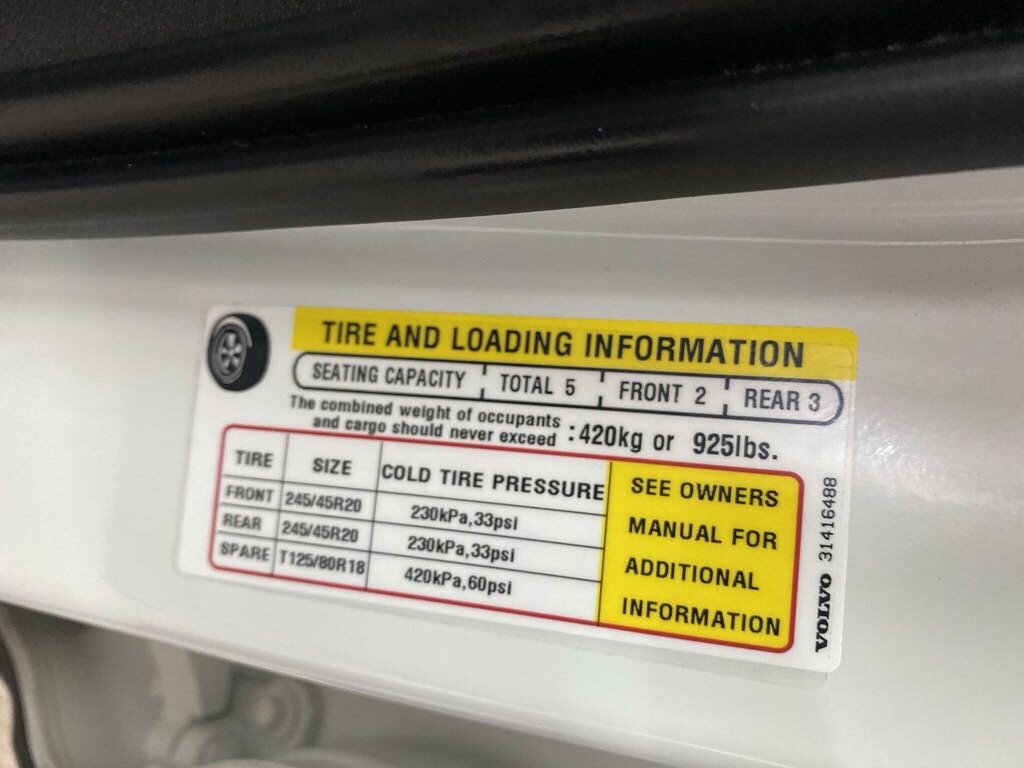 TIRE AND LOADING INFORMATION
SEATING CAPACITY TOTAL 5 FRONT 2 REAR 3
The combined weight of occupants
and cargo should never exceed : 420kg or 925lbs.
TIRE SIZE COLD TIRE PRESSURE
FRONT 245/45R20 230kPa,33psi
REAR 245/45R20 230kPa,33psi
SPARE T125/80R18 420kPa,60psi
SEE OWNERS
MANUAL FOR
ADDITIONAL
INFORMATION
VOLVO 31416488